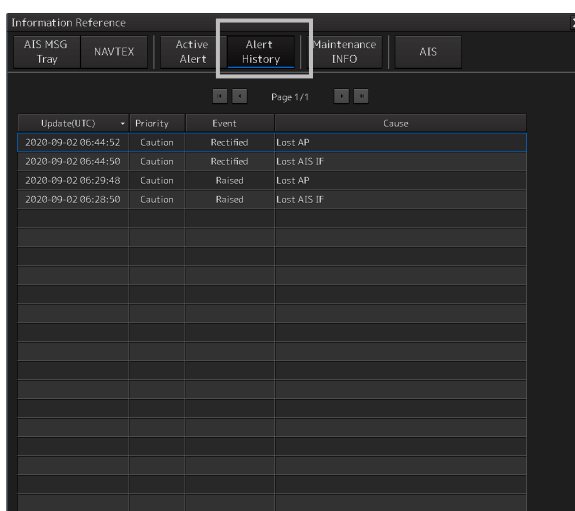 Information Reference
AIS MSG Tray NAVTEX Active Alert Alert History Maintenance INFO AIS
Page 1/1
Update(UTC) Priority Event Cause
2020-09-02 06:44:52 Caution Rectified Lost AP
2020-09-02 06:44:50 Caution Rectified Lost AIS IF
2020-09-02 06:29:48 Caution Raised Lost AP
2020-09-02 06:28:50 Caution Raised Lost AIS IF